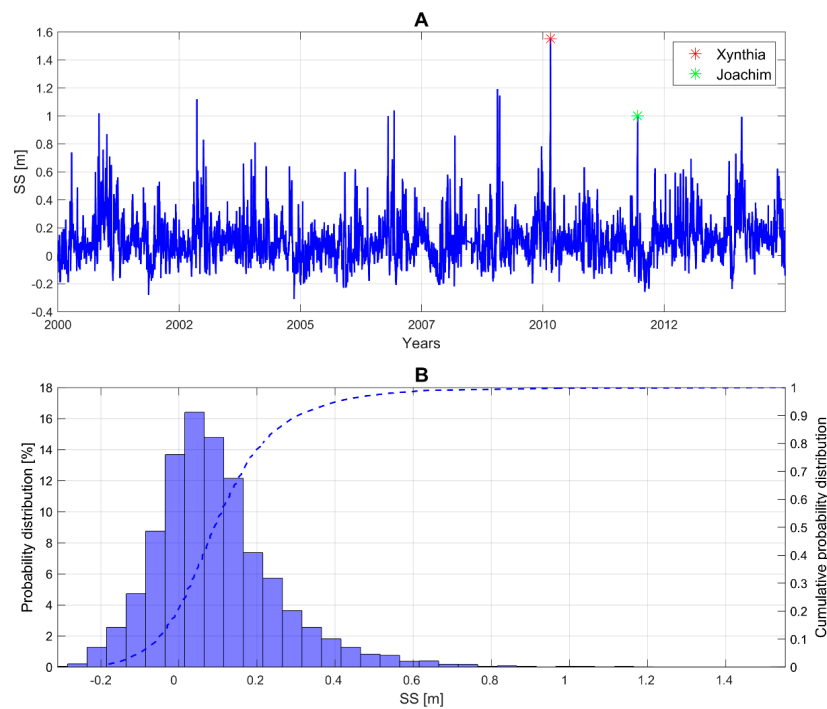 A
1.6
1.4
1.2
1
0.8
0.6
0.4
0.2
0
-0.2
-0.4
SS [m]
Xynthia
Joachim
2000 2002 2005 2007 2010 2012
Years
B
18
16
14
12
10
8
6
4
2
0
Probability distribution [%]
1
0.9
0.8
0.7
0.6
0.5
0.4
0.3
0.2
0.1
0
Cumulative probability distribution
-0.2 0 0.2 0.4 0.6 0.8 1 1.2 1.4
SS [m]